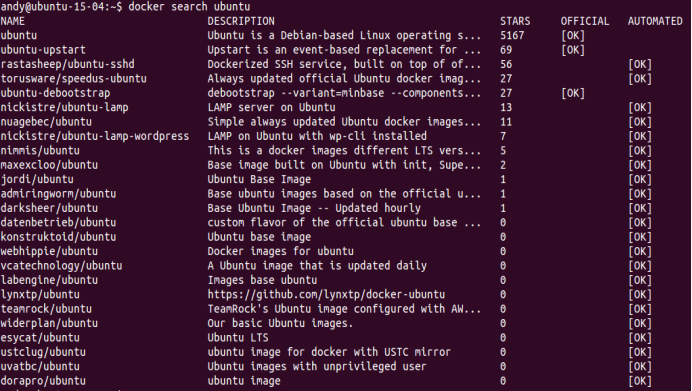 andy@ubuntu-15-04:~$ docker search ubuntu
NAME DESCRIPTION STARS OFFICIAL AUTOMATED
ubuntu Ubuntu is a Debian-based Linux operating s... 5167 [OK]
ubuntu-upstart Upstart is an event-based replacement for ... 69 [OK]
rastasheep/ubuntu-sshd Dockerized SSH service, built on top of of... 56 [OK]
torusware/speedus-ubuntu Always updated official Ubuntu docker imag... 27 [OK]
ubuntu-debootstrap debootstrap --variant=minbase --components... 27 [OK]
nickistre/ubuntu-lamp LAMP server on Ubuntu 13 [OK]
nuagebec/ubuntu Simple always updated Ubuntu docker images... 11 [OK]
nickistre/ubuntu-lamp-wordpress LAMP on Ubuntu with wp-cli installed 7 [OK]
nimmis/ubuntu This is a docker images different LTS vers... 5 [OK]
maxexcloo/ubuntu Base image built on Ubuntu with init, Supe... 2 [OK]
jordi/ubuntu Ubuntu Base Image 1 [OK]
admiringworm/ubuntu Base ubuntu images based on the official u... 1 [OK]
darksheer/ubuntu Base Ubuntu Image -- Updated hourly 1 [OK]
datenbetrieb/ubuntu custom flavor of the official ubuntu base ... 0 [OK]
konstruktoid/ubuntu Ubuntu base image 0 [OK]
webhippie/ubuntu Docker images for ubuntu 0 [OK]
vcatechnology/ubuntu A Ubuntu image that is updated daily 0 [OK]
labengine/ubuntu Images base ubuntu 0 [OK]
lynxtp/ubuntu https://github.com/lynxtp/docker-ubuntu 0 [OK]
teamrock/ubuntu TeamRock's Ubuntu image configured with AW... 0 [OK]
widerplan/ubuntu Our basic Ubuntu images. 0 [OK]
esycat/ubuntu Ubuntu LTS 0 [OK]
ustclug/ubuntu ubuntu image for docker with USTC mirror 0 [OK]
uvatbc/ubuntu Ubuntu images with unprivileged user 0 [OK]
dorapro/ubuntu ubuntu image 0 [OK]